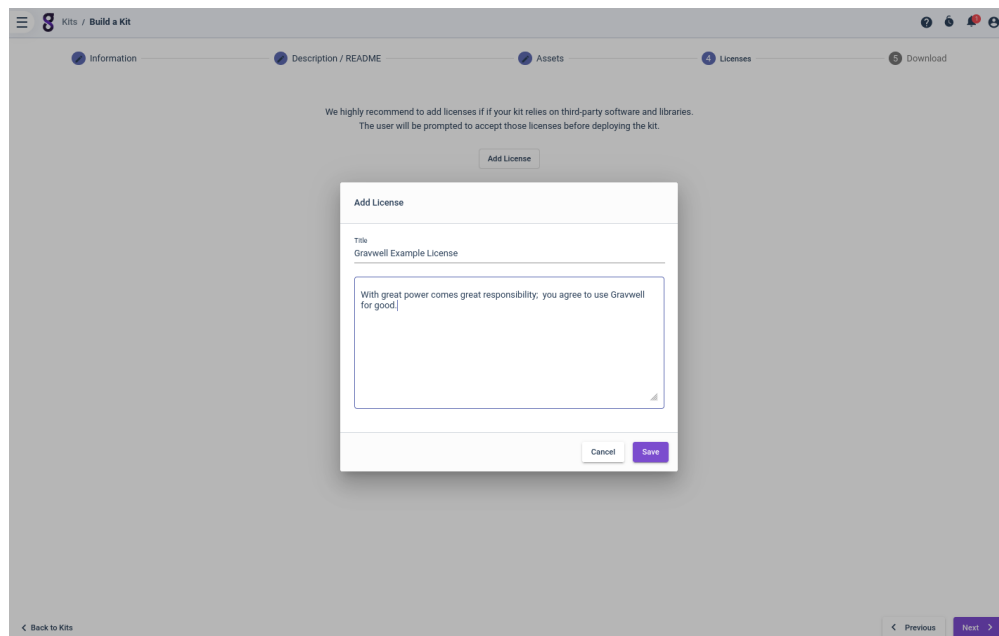 Kits / Build a Kit
1
Information
Description / README
Assets
4 Licenses
5 Download
We highly recommend to add licenses if if your kit relies on third-party software and libraries.
The user will be prompted to accept those licenses before deploying the kit.
Add License
Add License
Title
Gravwell Example License
With great power comes great responsibility;  you agree to use Gravwell
for good.
Cancel Save
Back to Kits
Previous Next